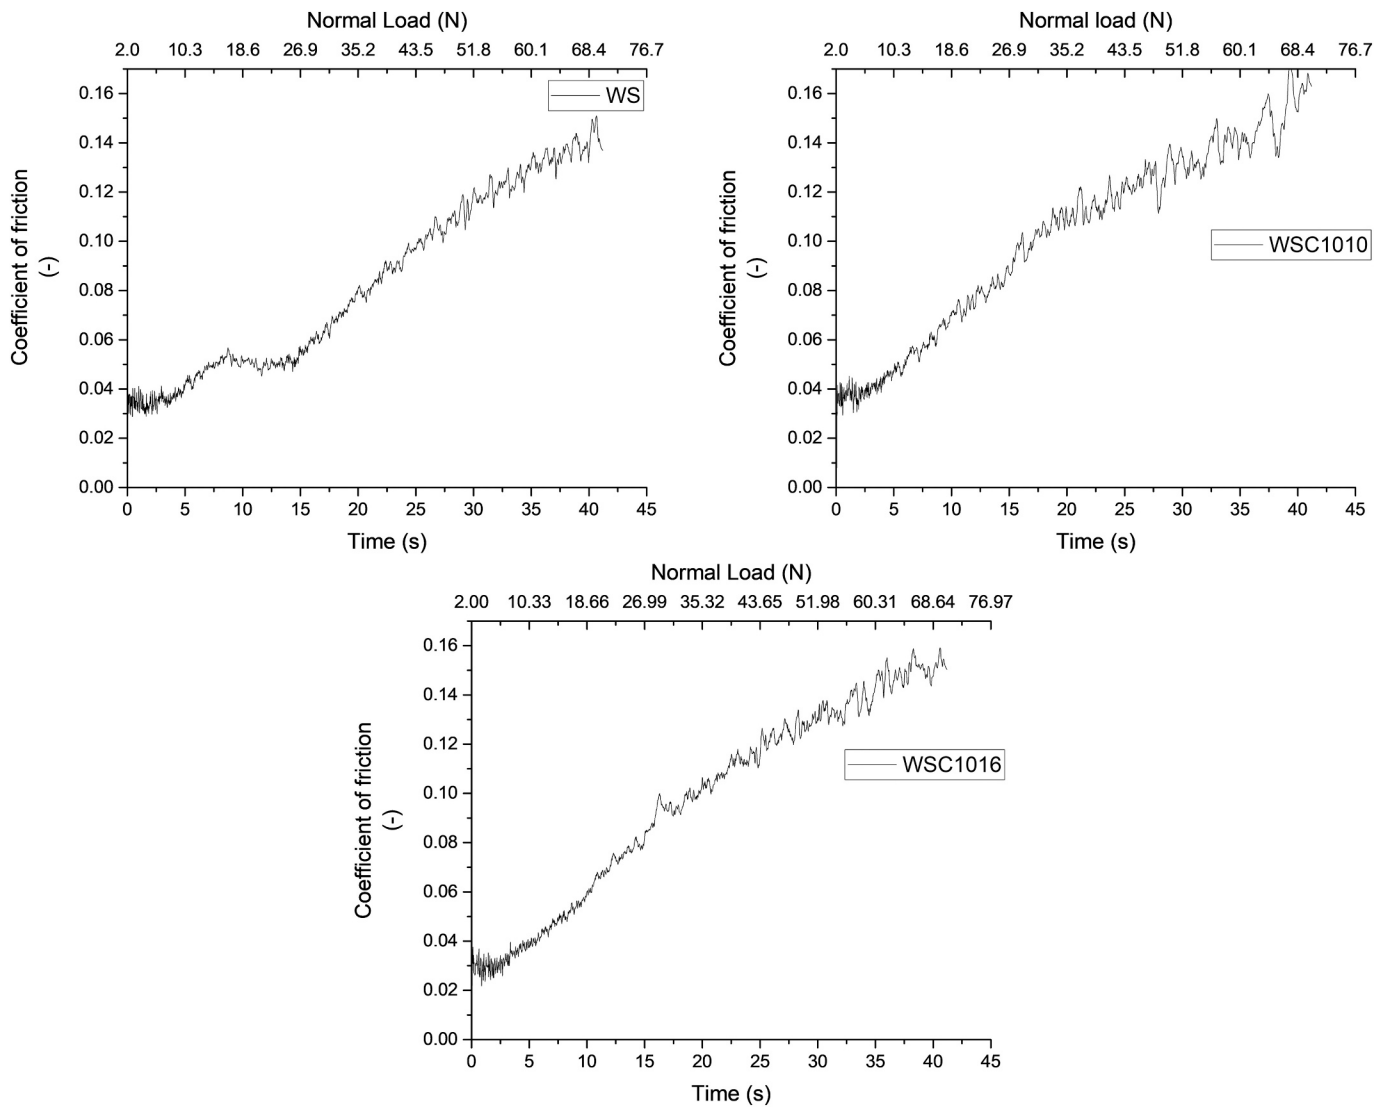 Normal Load (N)
2.0 10.3 18.6 26.9 35.2 43.5 51.8 60.1 68.4 76.7
WS
0.16
0.14
0.12
0.10
0.08
0.06
0.04
0.02
0.00
Coefficient of friction
(-)
0 5 10 15 20 25 30 35 40 45
Time (s)
Normal load (N)
2.0 10.3 18.6 26.9 35.2 43.5 51.8 60.1 68.4 76.7
0.16
0.14
0.12
0.10
0.08
0.06
0.04
0.02
0.00
Coefficient of friction
(-)
WSC1010
0 5 10 15 20 25 30 35 40 45
Time (s)
Normal Load (N)
2.00 10.33 18.66 26.99 35.32 43.65 51.98 60.31 68.64 76.97
0.16
0.14
0.12
0.10
0.08
0.06
0.04
0.02
0.00
Coefficient of friction
(-)
WSC1016
0 5 10 15 20 25 30 35 40 45
Time (s)